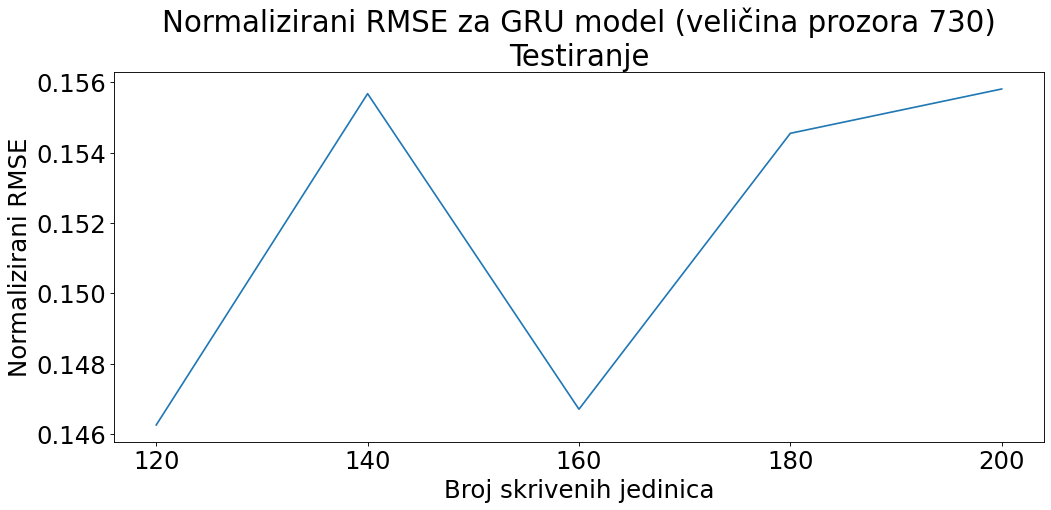 Normalizirani RMSE za GRU model (veličina prozora 730)
Testiranje
Normalizirani RMSE
0.156
0.154
0.152
0.150
0.148
0.146
120 140 160 180 200
Broj skrivenih jedinica